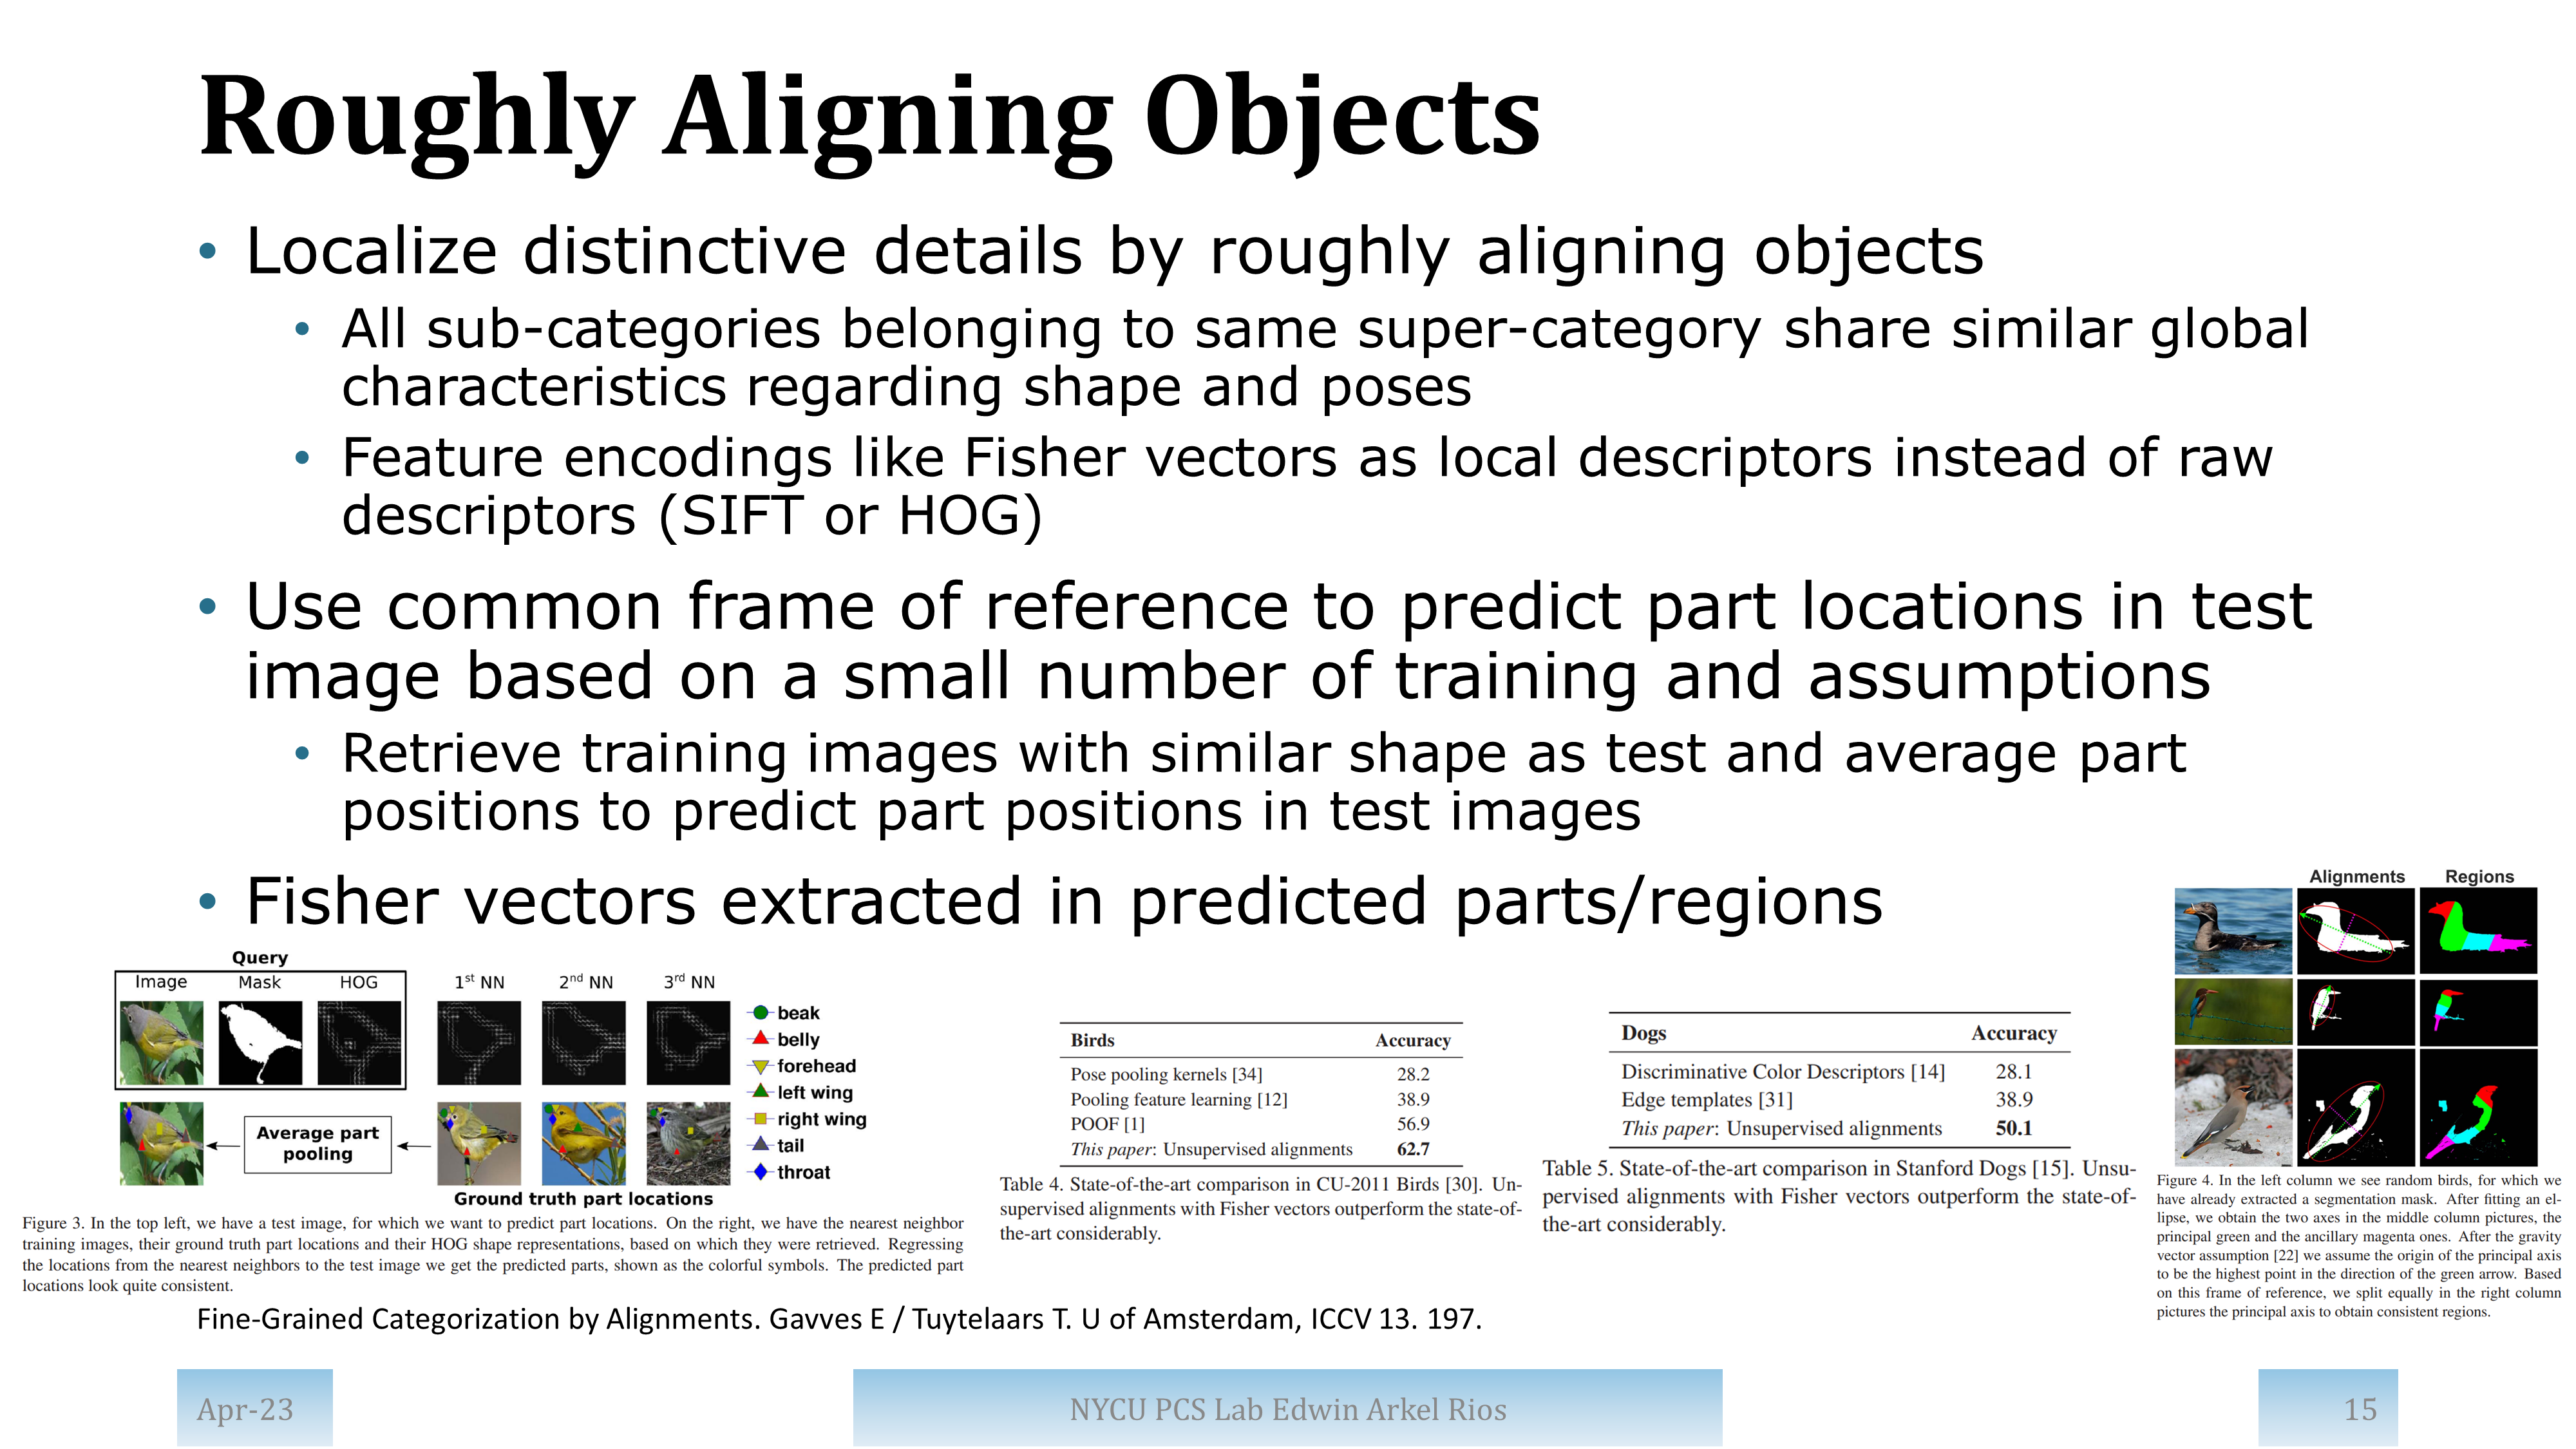 Roughly Aligning Objects
• Localize distinctive details by roughly aligning objects
• All sub-categories belonging to same super-category share similar global
characteristics regarding shape and poses
• Feature encodings like Fisher vectors as local descriptors instead of raw
descriptors (SIFT or HOG)
• Use common frame of reference to predict part locations in test
image based on a small number of training and assumptions
• Retrieve training images with similar shape as test and average part
positions to predict part positions in test images
• Fisher vectors extracted in predicted parts/regions
Query
Image Mask HOG 1st NN 2nd NN 3rd NN
beak
belly
forehead
left wing
right wing
tail
throat
Average part
pooling
Ground truth part locations
Figure 3. In the top left, we have a test image, for which we want to predict part locations. On the right, we have the nearest neighbor
training images, their ground truth part locations and their HOG shape representations, based on which they were retrieved. Regressing
the locations from the nearest neighbors to the test image we get the predicted parts, shown as the colorful symbols. The predicted part
locations look quite consistent.
Birds Accuracy
Pose pooling kernels [34] 28.2
Pooling feature learning [12] 38.9
POOF [1] 56.9
This paper: Unsupervised alignments 62.7
Table 4. State-of-the-art comparison in CU-2011 Birds [30]. Un-
supervised alignments with Fisher vectors outperform the state-of-
the-art considerably.
Dogs Accuracy
Discriminative Color Descriptors [14] 28.1
Edge templates [31] 38.9
This paper: Unsupervised alignments 50.1
Table 5. State-of-the-art comparison in Stanford Dogs [15]. Unsu-
pervised alignments with Fisher vectors outperform the state-of-
the-art considerably.
Alignments Regions
Figure 4. In the left column we see random birds, for which we
have already extracted a segmentation mask. After fitting an el-
lipse, we obtain the two axes in the middle column pictures, the
principal green and the ancillary magenta ones. After the gravity
vector assumption [22] we assume the origin of the principal axis
to be the highest point in the direction of the green arrow. Based
on this frame of reference, we split equally in the right column
pictures the principal axis to obtain consistent regions.
Fine-Grained Categorization by Alignments. Gavves E / Tuytelaars T. U of Amsterdam, ICCV 13. 197.
Apr-23
NYCU PCS Lab Edwin Arkel Rios
15